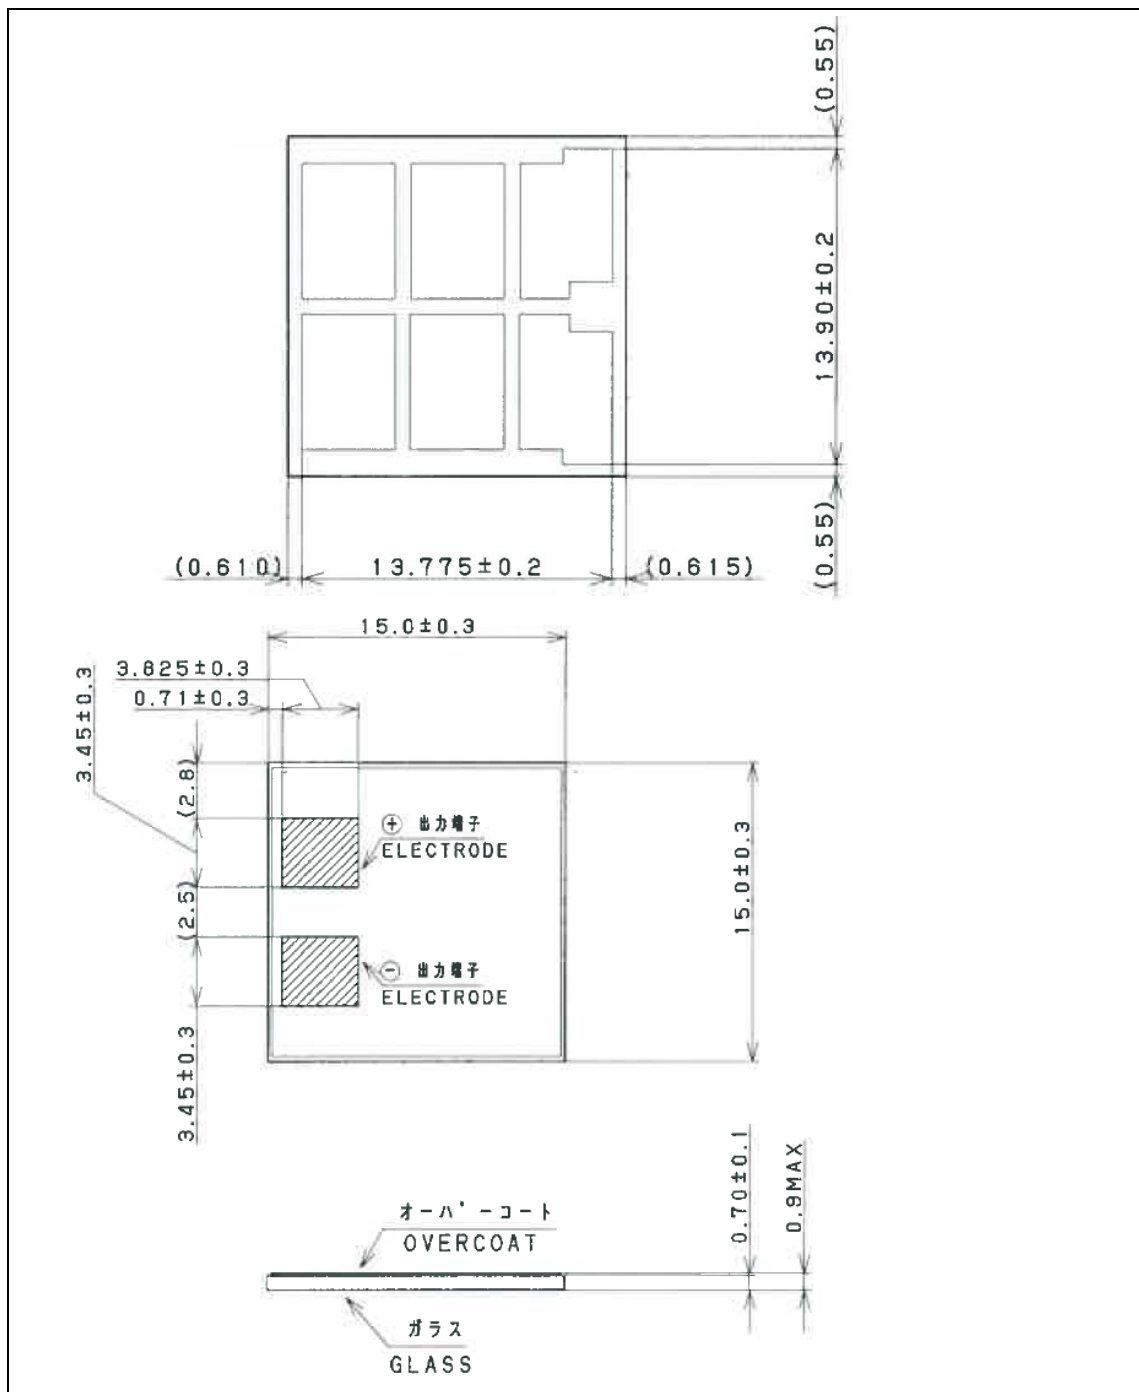 (0.55)
13.90±0.2
(0.55)
(0.610)
13.775±0.2
(0.615)
15.0±0.3
3.825±0.3
0.71±0.3
3.45±0.3
(2.8)
⊕ 出力端子
ELECTRODE
(2.5)
15.0±0.3
⊖ 出力端子
ELECTRODE
3.45±0.3
0.70±0.1
0.9MAX
オーバーコート
OVERCOAT
ガラス
GLASS